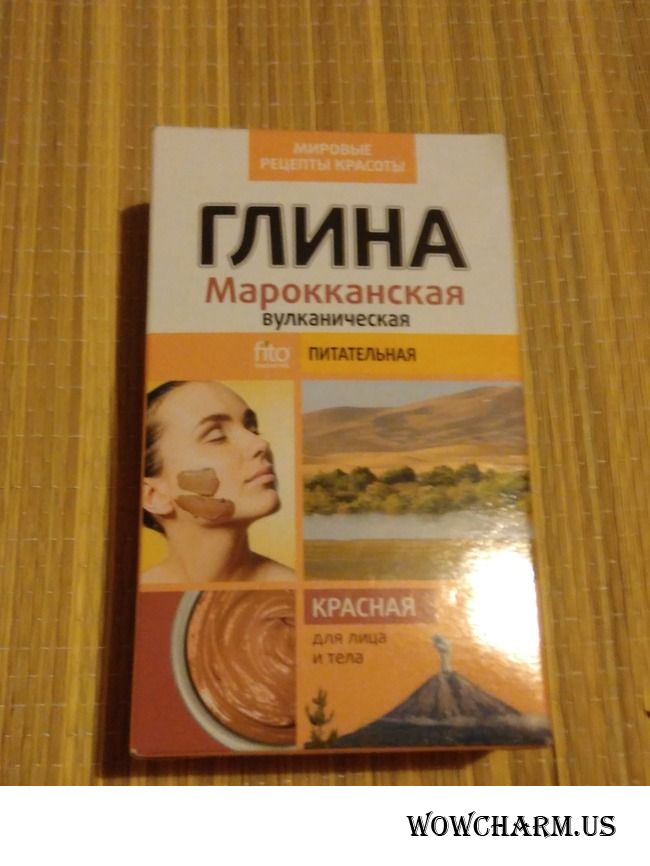 МИРОВЫЕ
РЕЦЕПТЫ КРАСОТЫ
ГЛИНА
Марокканская
вулканическая
fito
ПИТАТЕЛЬНАЯ
КРАСНАЯ
для лица
и тела
WOWCHARM.US